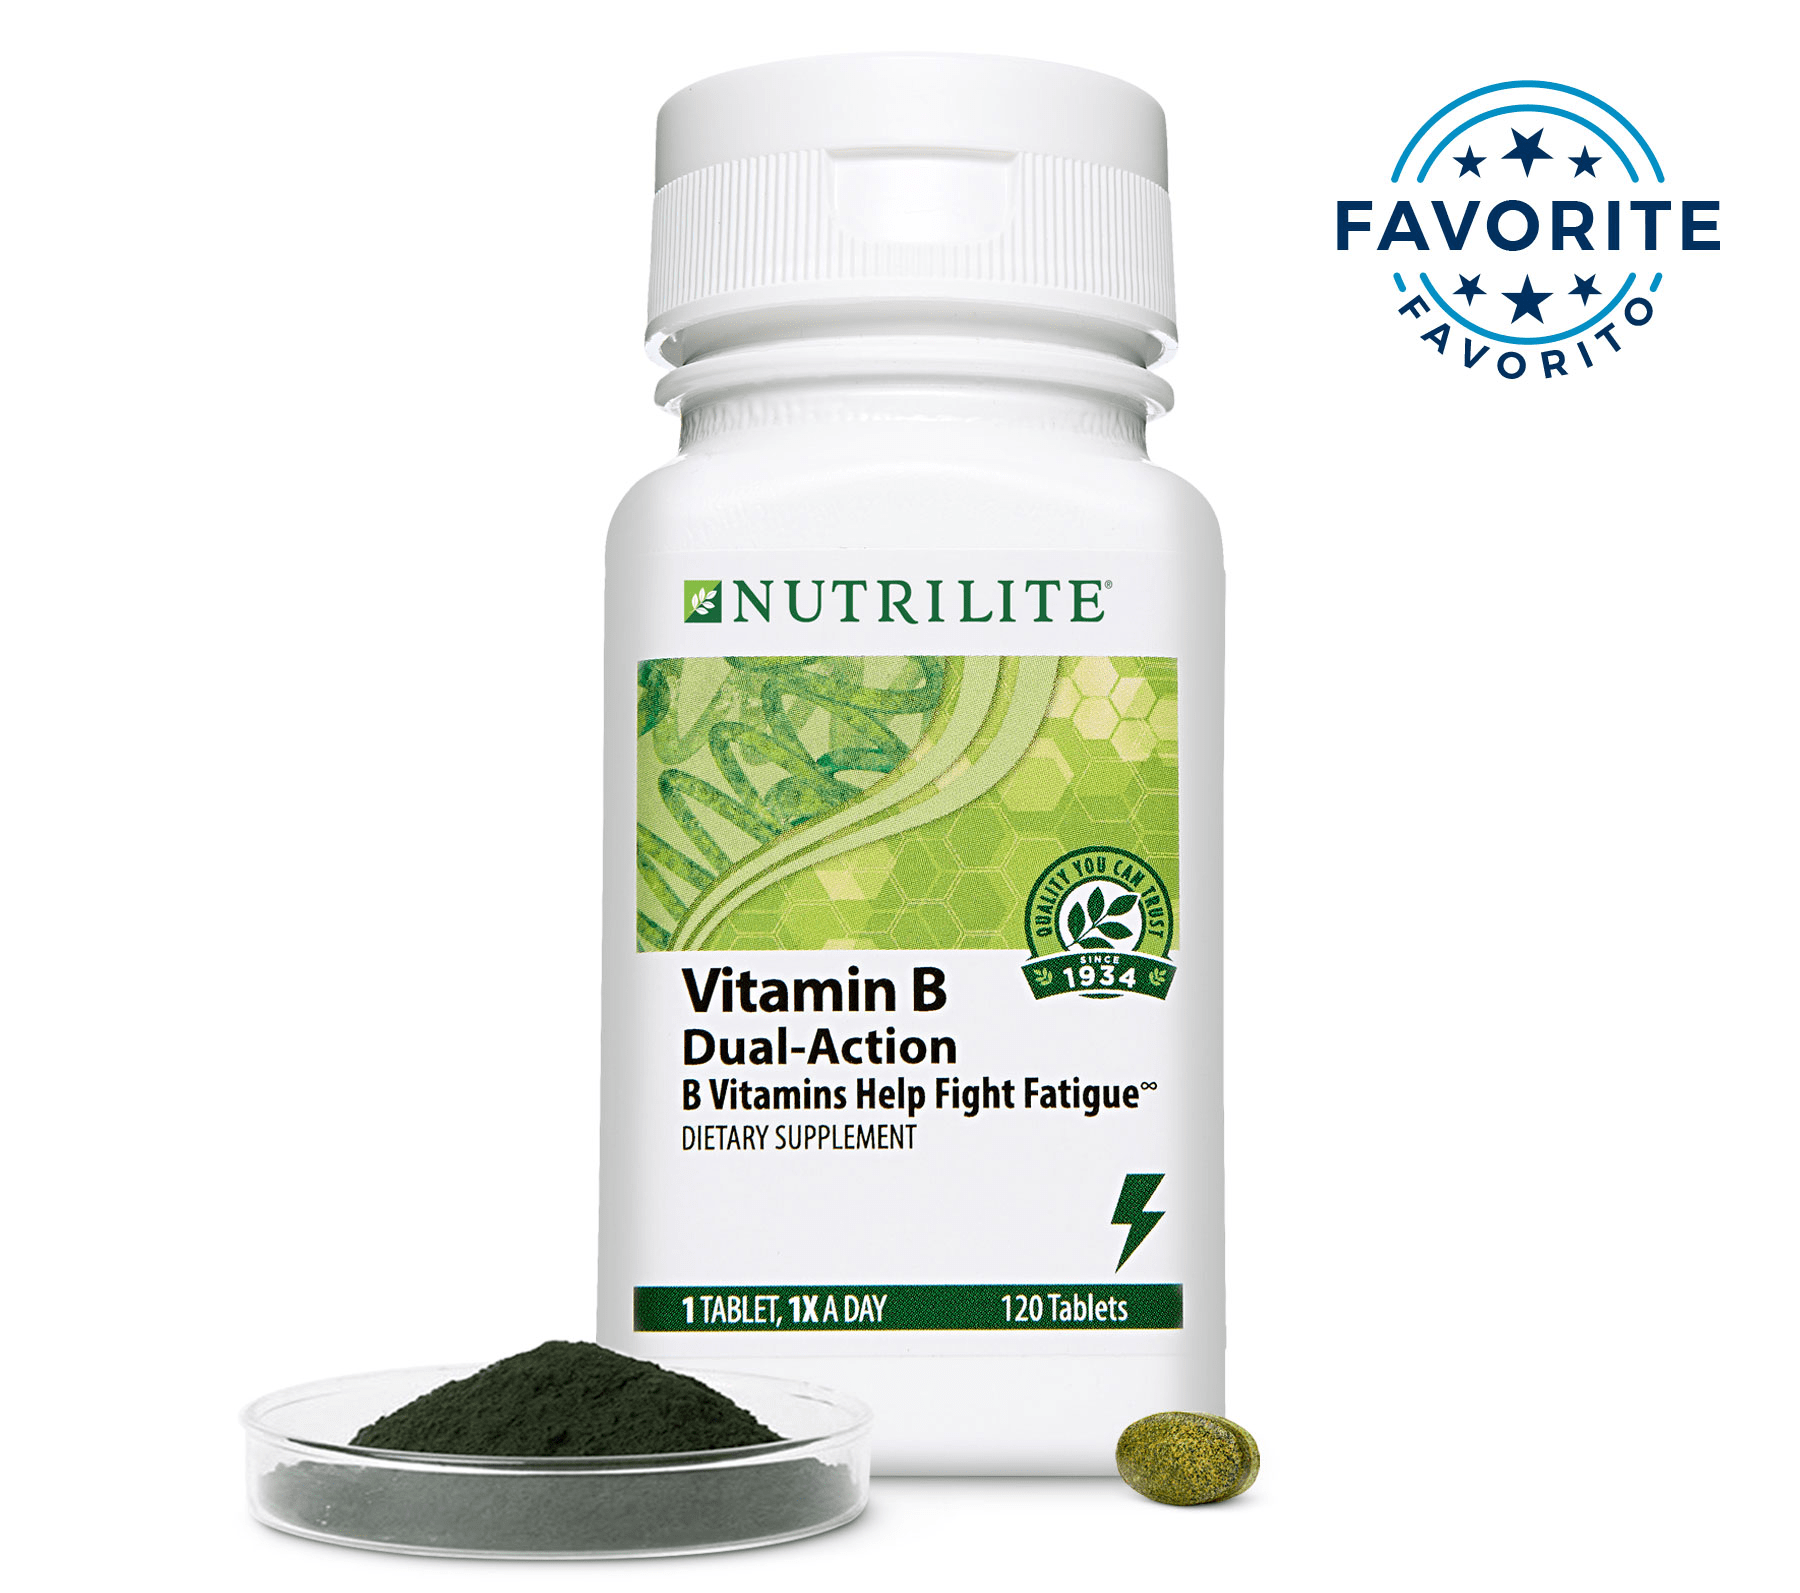 FAVORITE
FAVORITO
NUTRILITE®
QUALITY YOU CAN TRUST
SINCE
1934
Vitamin B
Dual-Action
B Vitamins Help Fight Fatigue∞
DIETARY SUPPLEMENT
1 TABLET, 1X A DAY 120 Tablets